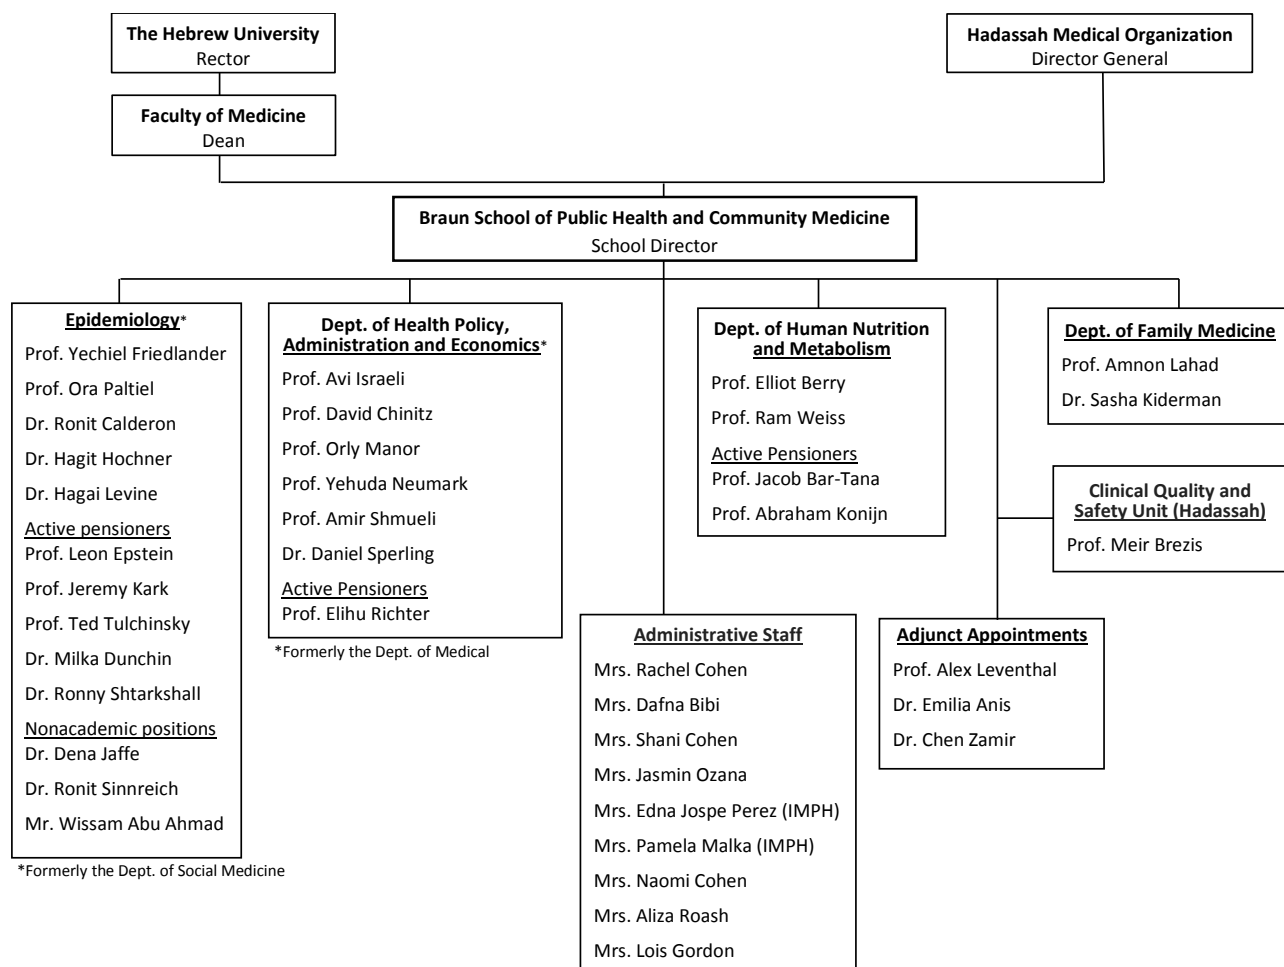 The Hebrew University
Rector
Hadassah Medical Organization
Director General
Faculty of Medicine
Dean
Braun School of Public Health and Community Medicine
School Director
Epidemiology*
Prof. Yechiel Friedlander
Prof. Ora Paltiel
Dr. Ronit Calderon
Dr. Hagit Hochner
Dr. Hagai Levine
Active pensioners
Prof. Leon Epstein
Prof. Jeremy Kark
Prof. Ted Tulchinsky
Dr. Milka Dunchin
Dr. Ronny Shtarkshall
Nonacademic positions
Dr. Dena Jaffe
Dr. Ronit Sinnreich
Mr. Wissam Abu Ahmad
*Formerly the Dept. of Social Medicine
Dept. of Health Policy,
Administration and Economics*
Prof. Avi Israeli
Prof. David Chinitz
Prof. Orly Manor
Prof. Yehuda Neumark
Prof. Amir Shmueli
Dr. Daniel Sperling
Active Pensioners
Prof. Elihu Richter
*Formerly the Dept. of Medical
Administrative Staff
Mrs. Rachel Cohen
Mrs. Dafna Bibi
Mrs. Shani Cohen
Mrs. Jasmin Ozana
Mrs. Edna Jospe Perez (IMPH)
Mrs. Pamela Malka (IMPH)
Mrs. Naomi Cohen
Mrs. Aliza Roash
Mrs. Lois Gordon
Dept. of Human Nutrition
and Metabolism
Prof. Elliot Berry
Prof. Ram Weiss
Active Pensioners
Prof. Jacob Bar-Tana
Prof. Abraham Konijn
Adjunct Appointments
Prof. Alex Leventhal
Dr. Emilia Anis
Dr. Chen Zamir
Dept. of Family Medicine
Prof. Amnon Lahad
Dr. Sasha Kiderman
Clinical Quality and
Safety Unit (Hadassah)
Prof. Meir Brezis